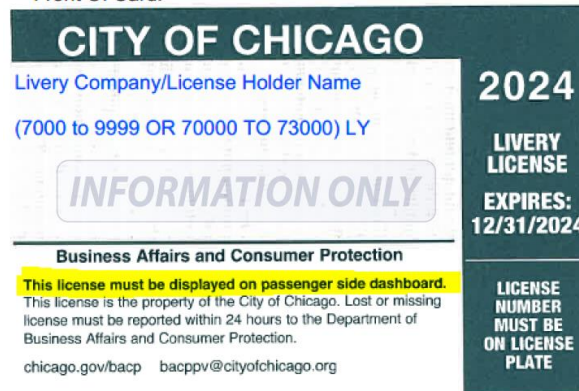 CITY OF CHICAGO
Livery Company/License Holder Name
(7000 to 9999 OR 70000 TO 73000) LY
INFORMATION ONLY
Business Affairs and Consumer Protection
This license must be displayed on passenger side dashboard.
This license is the property of the City of Chicago. Lost or missing
license must be reported within 24 hours to the Department of
Business Affairs and Consumer Protection.
chicago.gov/bacp bacppv@cityofchicago.org
2024
LIVERY
LICENSE
EXPIRES:
12/31/2024
LICENSE
NUMBER
MUST BE
ON LICENSE
PLATE